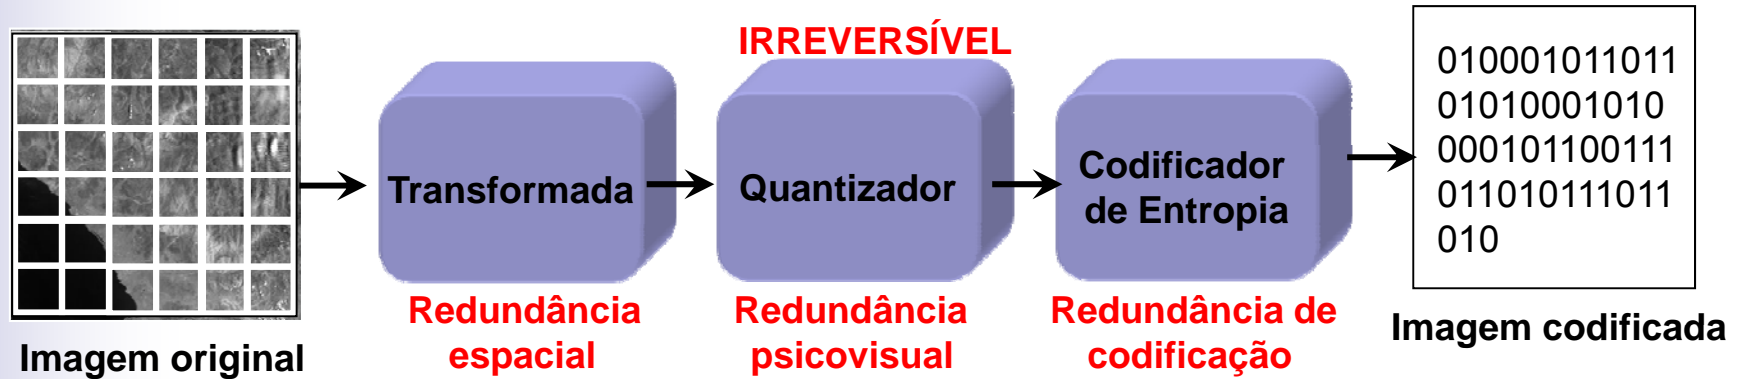 IRREVERSÍVEL
Transformada
Quantizador
Codificador
de Entropia
010001011011
01010001010
000101100111
011010111011
010
Redundância
espacial
Redundância
psicovisual
Redundância de
codificação
Imagem original
Imagem codificada